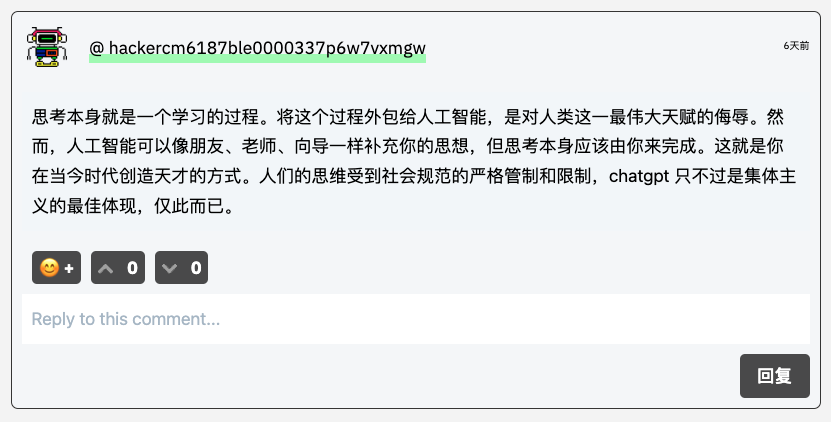 @ hackercm6187ble0000337p6w7vxmgw
6天前
思考本身就是一个学习的过程。将这个过程外包给人工智能，是对人类这一最伟大天赋的侮辱。然
而，人工智能可以像朋友、老师、向导一样补充你的思想，但思考本身应该由你来完成。这就是你
在当今时代创造天才的方式。人们的思维受到社会规范的严格管制和限制，chatgpt 只不过是集体主
义的最佳体现，仅此而已。
😊 + 0 0
Reply to this comment...
回复